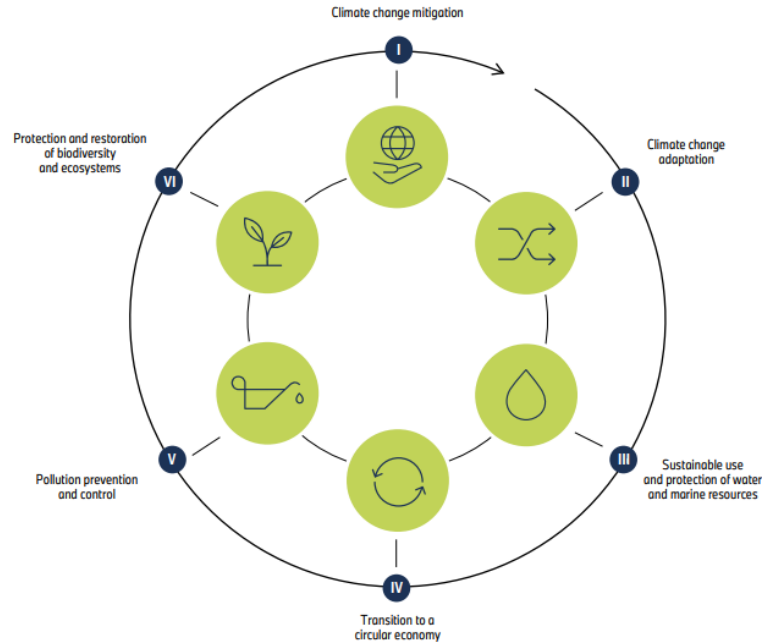 Climate change mitigation
I
Climate change
adaptation
II
III
Sustainable use
and protection of water
and marine resources
IV
Transition to a
circular economy
V
Pollution prevention
and control
Protection and restoration
of biodiversity
and ecosystems
VI